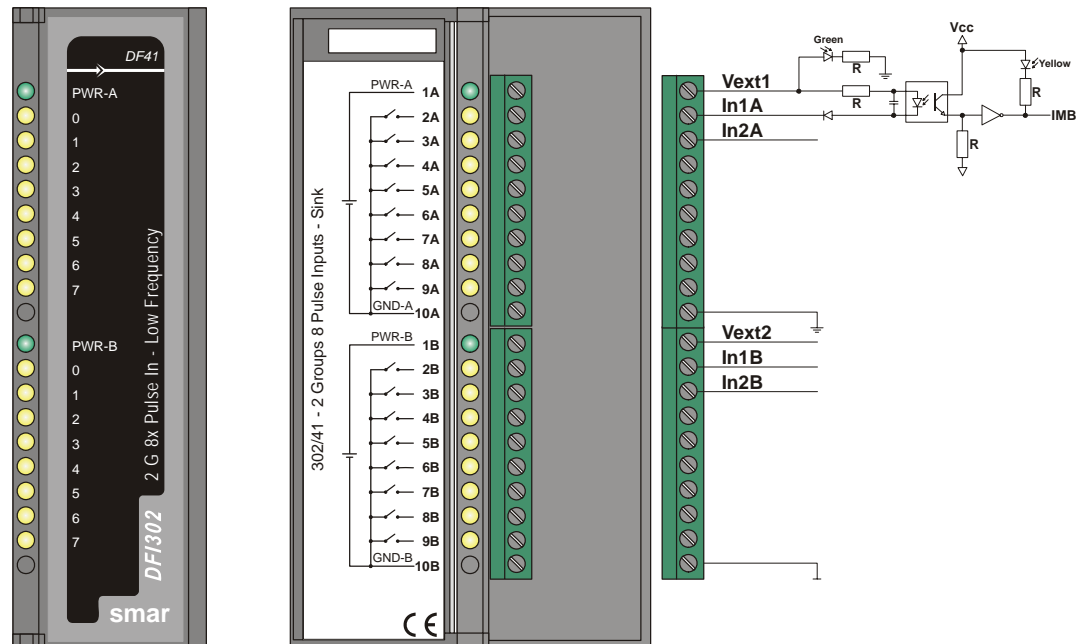 DF41
PWR-A
0
1
2
3
4
5
6
7
PWR-B
0
1
2
3
4
5
6
7
2 G 8x Pulse In - Low Frequency
DFI302
smar
302/41 - 2 Groups 8 Pulse Inputs - Sink
PWR-A 1A
2A
3A
4A
5A
6A
7A
8A
9A
GND-A 10A
PWR-B 1B
2B
3B
4B
5B
6B
7B
8B
9B
GND-B 10B
CE
Vext1
In1A
In2A
Vext2
In1B
In2B
Green
R
R
Vcc
Yellow
R
IMB
R